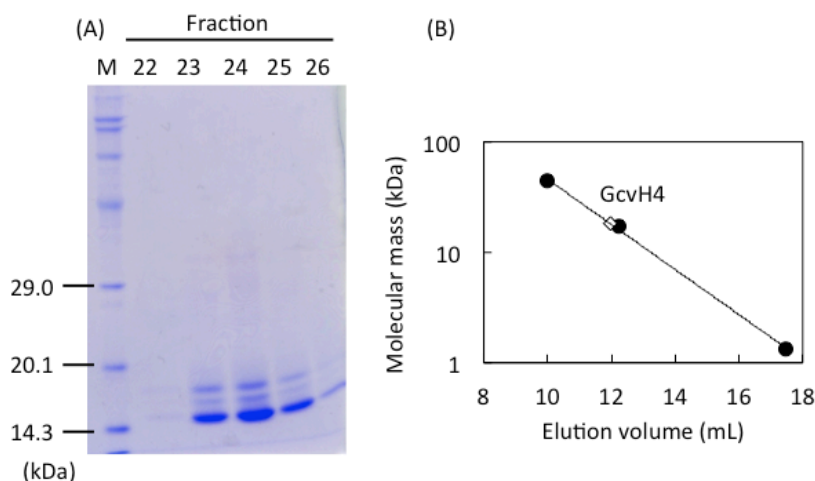 (A)
Fraction
M 22 23 24 25 26
29.0
20.1
14.3
(kDa)
(B)
Molecular mass (kDa)
100
10
1
GcvH4
8 10 12 14 16 18
Elution volume (mL)